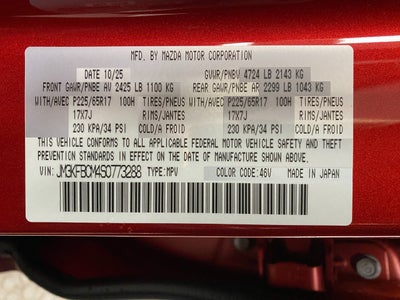 MFD. BY MAZDA MOTOR CORPORATION
DATE 10/25 GVWR/PNBV 4724 LB 2143 KG
FRONT GAWR/PNBE AV 2425 LB 1100 KG REAR GAWR/PNBE AR 2299 LB 1043 KG
WITH/AVEC P225/65R17 100H TIRES/PNEUS WITH/AVEC P225/65R17 100H TIRES/PNEUS
17X7J RIMS/JANTES 17X7J RIMS/JANTES
230 KPA/34 PSI COLD/A FROID 230 KPA/34 PSI COLD/A FROID
THIS VEHICLE CONFORMS TO ALL APPLICABLE FEDERAL MOTOR VEHICLE SAFETY AND THEFT
PREVENTION STANDARDS IN EFFECT ON THE DATE OF MANUFACTURE SHOWN ABOVE.
VIN: JM3KFBCM4S0773288 TYPE:MPV COLOR CODE:46V MADE IN JAPAN